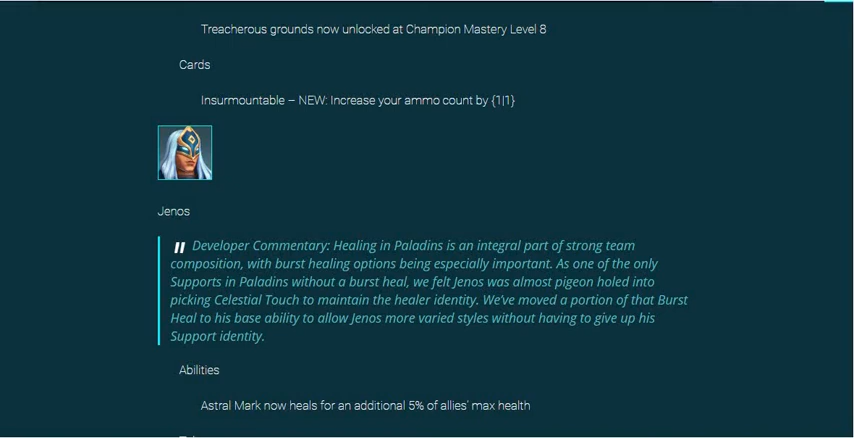 Treacherous grounds now unlocked at Champion Mastery Level 8
Cards
Insurmountable – NEW: Increase your ammo count by {1|1}
Jenos
" Developer Commentary: Healing in Paladins is an integral part of strong team
composition, with burst healing options being especially important. As one of the only
Supports in Paladins without a burst heal, we felt Jenos was almost pigeon holed into
picking Celestial Touch to maintain the healer identity. We've moved a portion of that Burst
Heal to his base ability to allow Jenos more varied styles without having to give up his
Support identity.
Abilities
Astral Mark now heals for an additional 5% of allies' max health